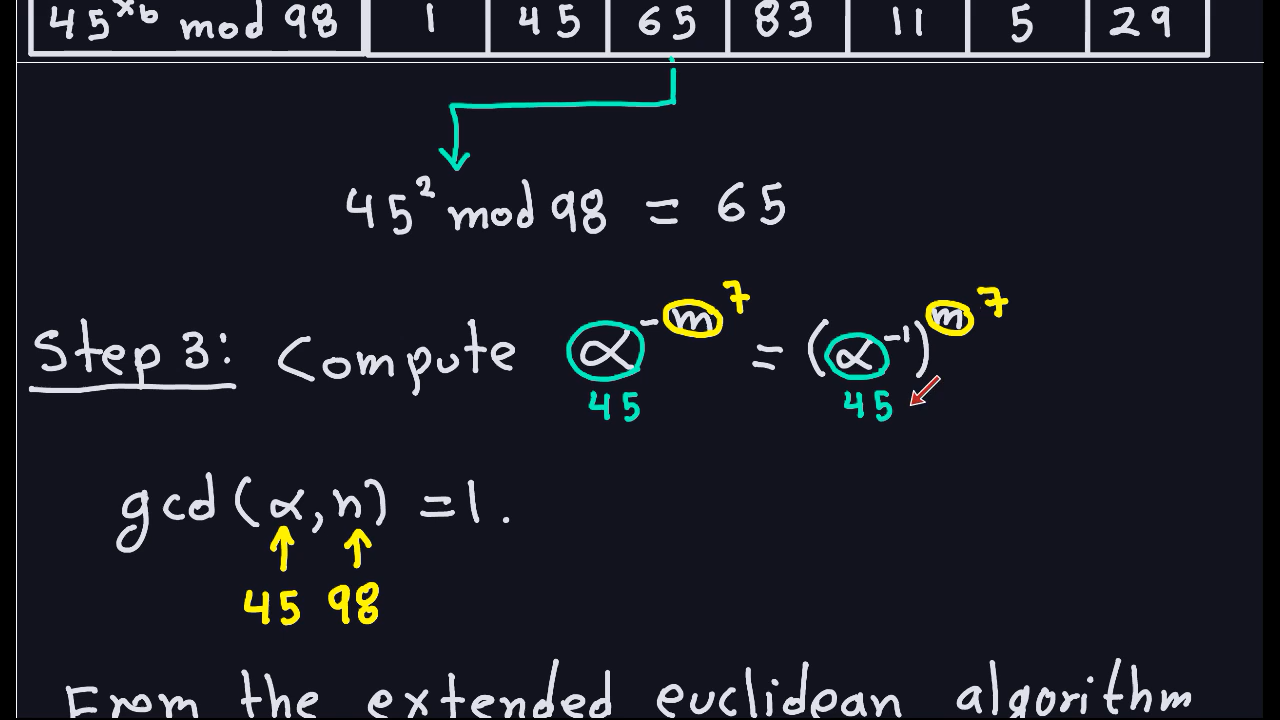 45^x_b mod 98 1 45 65 83 11 5 29
45² mod 98 = 65
7 7
Step 3: Compute α^-m = (α^-1)^m
45 45
gcd(α,n) = 1.
45 98
From the extended euclidean algorithm